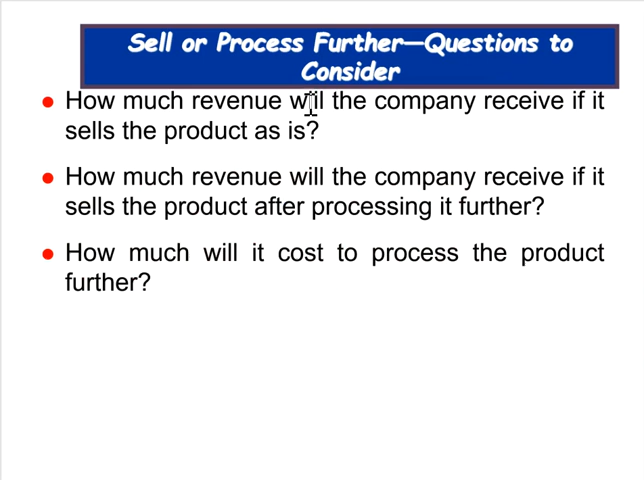 Sell or Process Further—Questions to
Consider
• How much revenue will the company receive if it
sells the product as is?
• How much revenue will the company receive if it
sells the product after processing it further?
• How much will it cost to process the product
further?